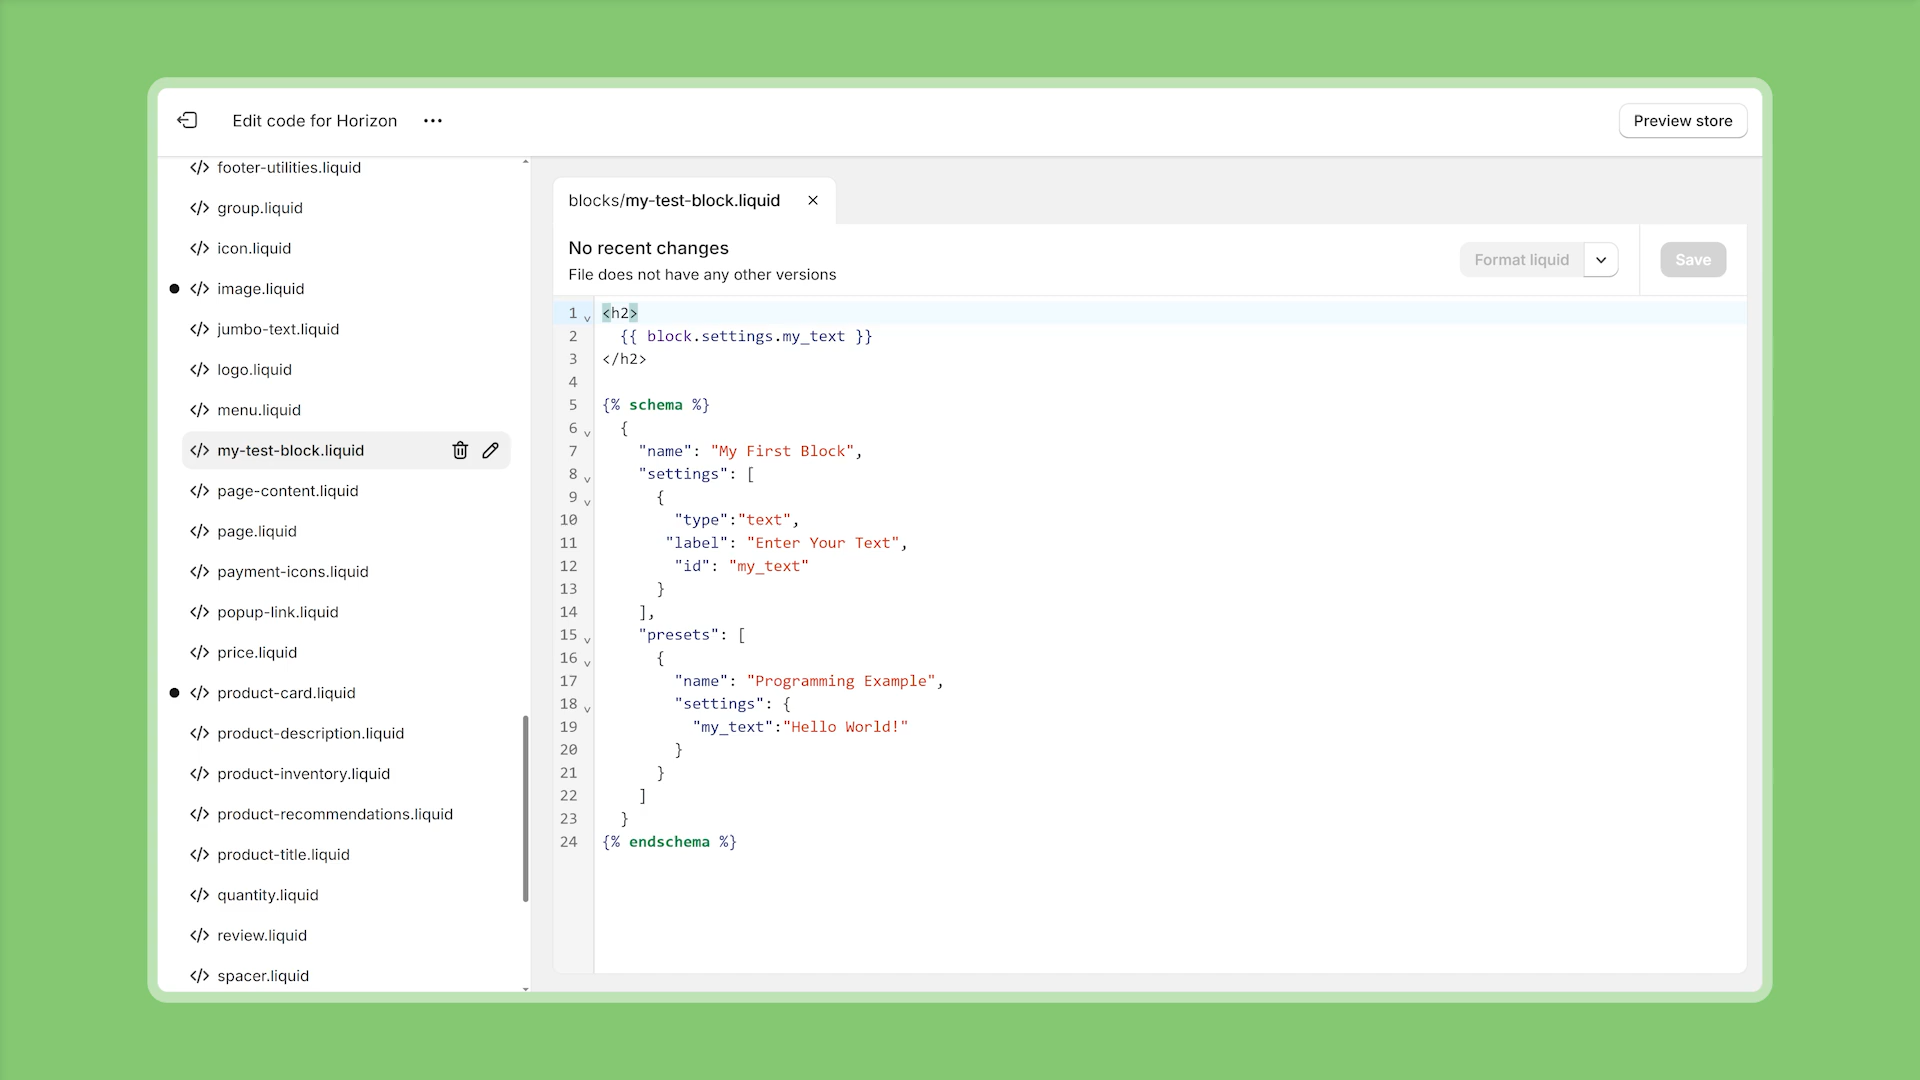 Edit code for Horizon
Preview store
footer-utilities.liquid
group.liquid
icon.liquid
image.liquid
jumbo-text.liquid
logo.liquid
menu.liquid
my-test-block.liquid
page-content.liquid
page.liquid
payment-icons.liquid
popup-link.liquid
price.liquid
product-card.liquid
product-description.liquid
product-inventory.liquid
product-recommendations.liquid
product-title.liquid
quantity.liquid
review.liquid
spacer.liquid
blocks/my-test-block.liquid
No recent changes
File does not have any other versions
Format liquid
Save
1 <h2>
2   {{ block.settings.my_text }}
3 </h2>
4
5 {% schema %}
6   {
7     "name": "My First Block",
8     "settings": [
9       {
10         "type":"text",
11        "label": "Enter Your Text",
12         "id": "my_text"
13       }
14     ],
15     "presets": [
16       {
17         "name": "Programming Example",
18         "settings": {
19           "my_text":"Hello World!"
20         }
21       }
22     ]
23   }
24 {% endschema %}